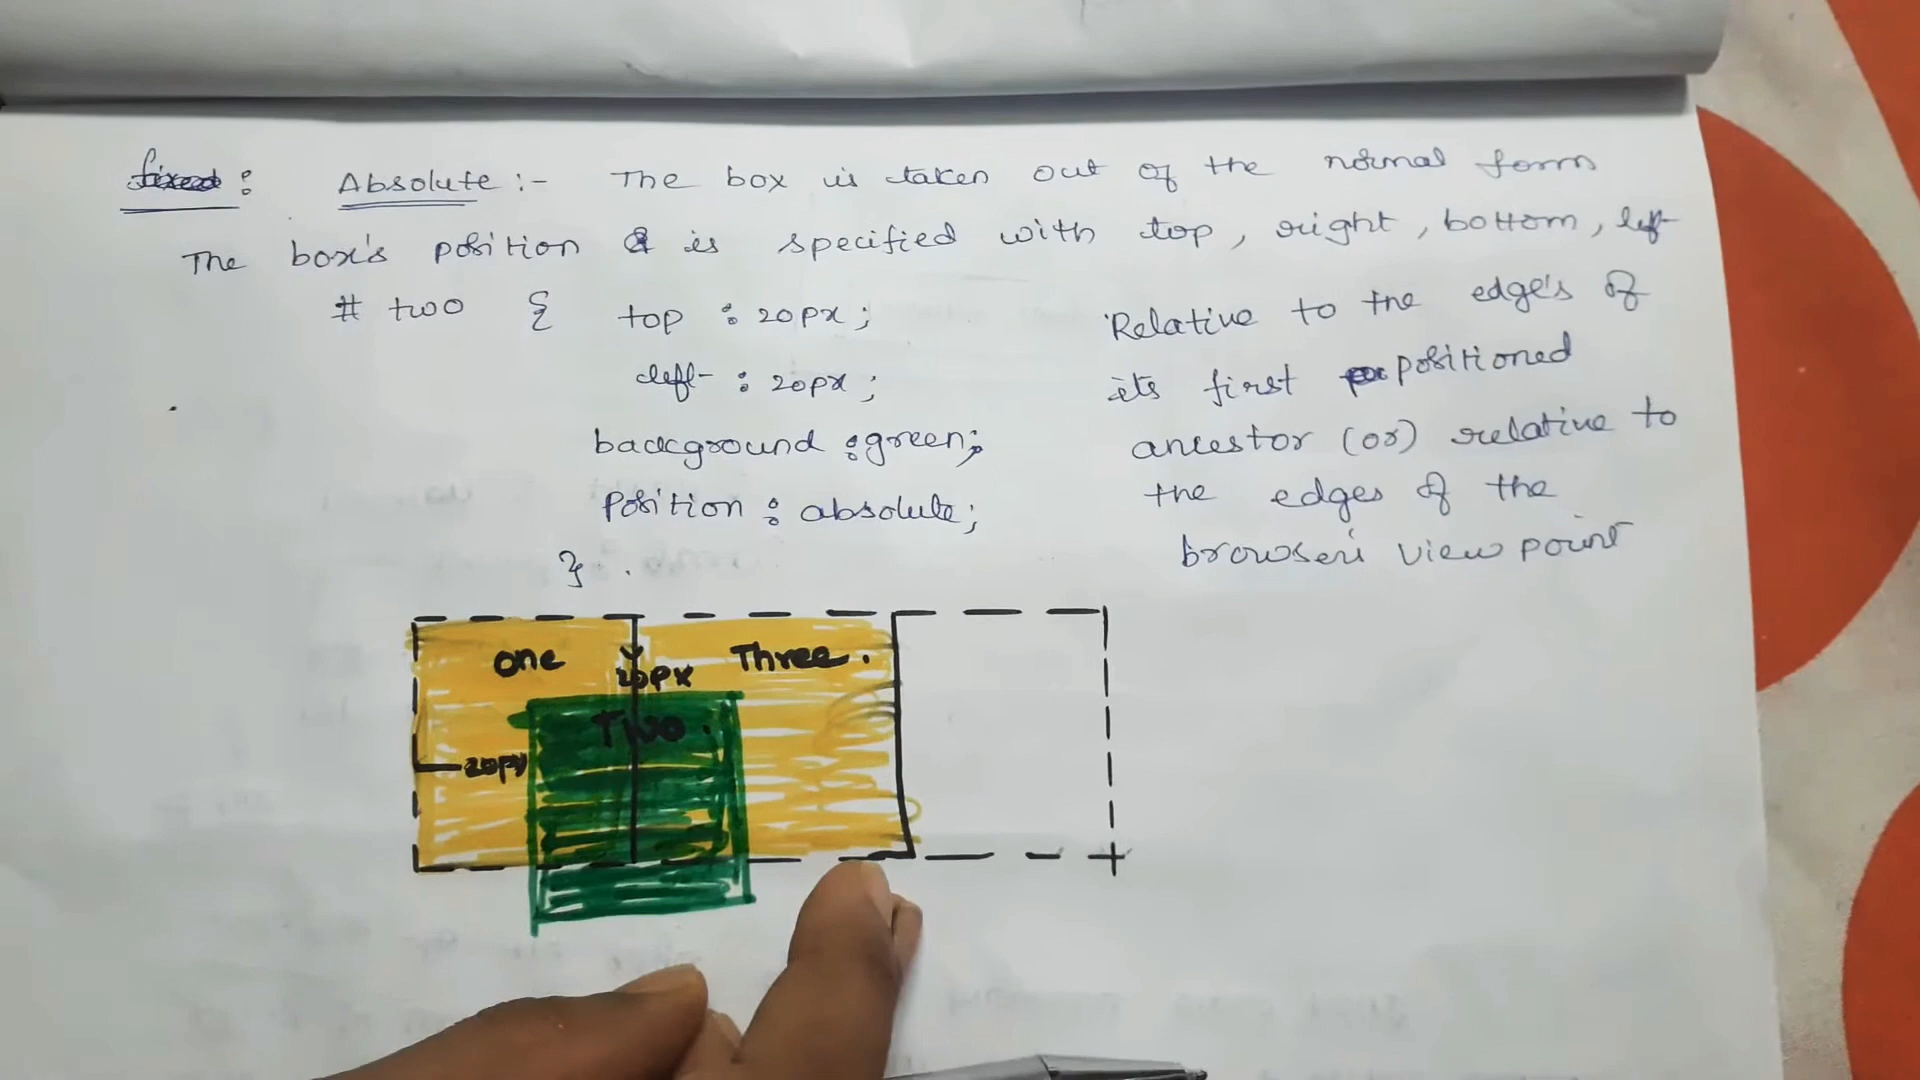 fixed : Absolute :- The box is taken out of the normal form
The box's position is specified with top, right, bottom, left
# two { top : 20px;
left : 20px;
background : green;
Position : absolute;
}
Relative to the edge's of
its first positioned
ancestor (or) relative to
the edges of the
browser's view point
one
20px
Three.
Two.
20px